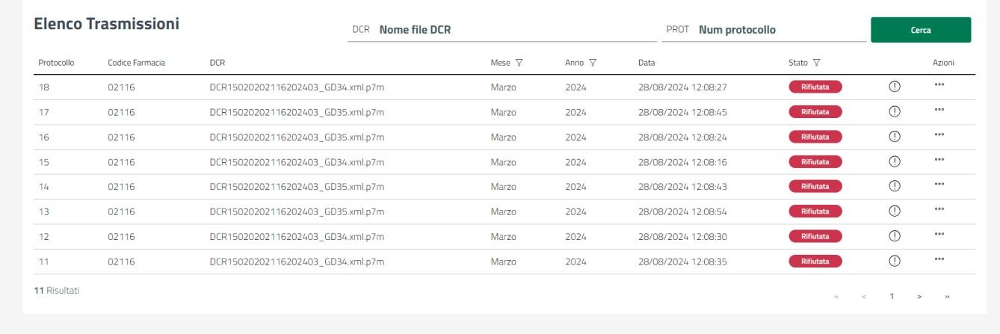 Elenco Trasmissioni
DCR Nome file DCR PROT Num protocollo Cerca
Protocollo Codice Farmacia DCR Mese Anno Data Stato Azioni
18 02116 DCR15020202116202403_GD34.xml.p7m Marzo 2024 28/08/2024 12:08:27 Rifiutata
17 02116 DCR15020202116202403_GD35.xml.p7m Marzo 2024 28/08/2024 12:08:45 Rifiutata
16 02116 DCR15020202116202403_GD35.xml.p7m Marzo 2024 28/08/2024 12:08:24 Rifiutata
15 02116 DCR15020202116202403_GD34.xml.p7m Marzo 2024 28/08/2024 12:08:16 Rifiutata
14 02116 DCR15020202116202403_GD35.xml.p7m Marzo 2024 28/08/2024 12:08:43 Rifiutata
13 02116 DCR15020202116202403_GD35.xml.p7m Marzo 2024 28/08/2024 12:08:54 Rifiutata
12 02116 DCR15020202116202403_GD34.xml.p7m Marzo 2024 28/08/2024 12:08:30 Rifiutata
11 02116 DCR15020202116202403_GD34.xml.p7m Marzo 2024 28/08/2024 12:08:35 Rifiutata
11 Risultati
« < 1 > »